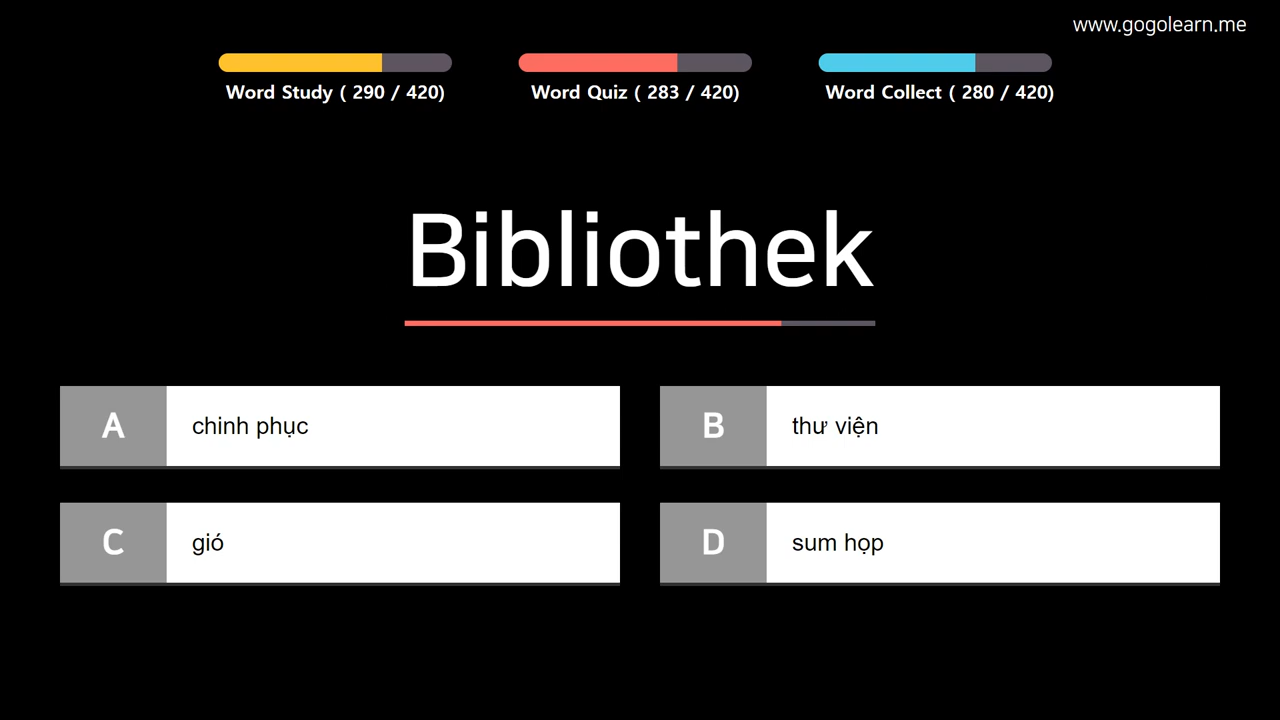 www.gogolearn.me
Word Study ( 290 / 420)
Word Quiz ( 283 / 420)
Word Collect ( 280 / 420)
Bibliothek
A
chinh phục
B
thư viện
C
gió
D
sum họp